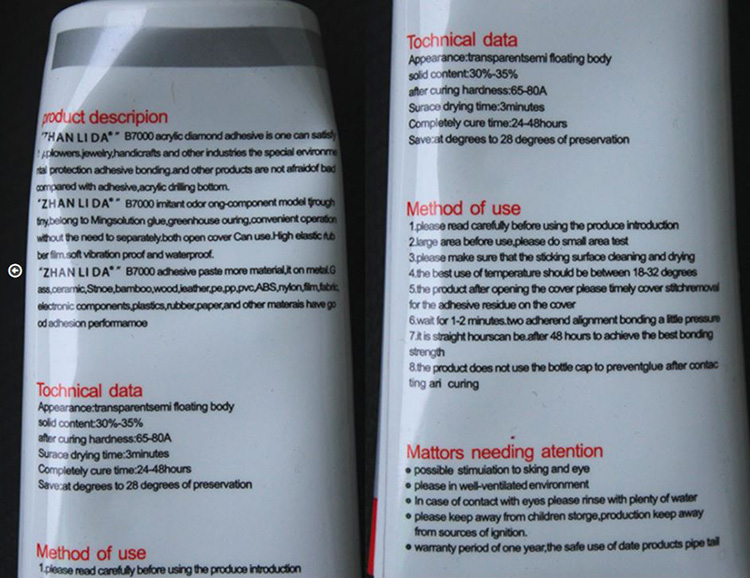 product descripion
"ZHAN LI DA®" B7000 acrylic diamond adhesive is one can satisfy
plowers,jewelry,handicrafts and other industries the special environme
ntal protection adhesive bonding.and other products are not afraidof bad
compared with adhesive,acrylic drilling bottom.
"ZHAN LI DA®" B7000 imitant odor ong-component model tjrough
tiny,belong to Mingsolution glue,greenhouse ouring,convenient operation
without the need to separately.both open cover Can use.High elastic rub
ber film.soft vibration proof and waterproof.
"ZHAN LI DA®" B7000 adhesive paste more material,it on metal.G
ass,ceramic,Stnoe,bamboo,wood,leather,pe,pp,pvc,ABS,nylon,film,fabric,
electronic components,plastics,rubber,paper,and other materais have go
od adhesion performamoe
Tochnical data
Appearance:transparentsemi floating body
solid content:30%-35%
after curing hardness:65-80A
Surace drying time:3minutes
Completely cure time:24-48hours
Save:at degrees to 28 degrees of preservation
Method of use
1.please read carefully before using the produce introduction
Tochnical data
Appearance:transparentsemi floating body
solid content:30%-35%
after curing hardness:65-80A
Surace drying time:3minutes
Completely cure time:24-48hours
Save:at degrees to 28 degrees of preservation
Method of use
1.please read carefully before using the produce introduction
2.large area before use,please do small area test
3.please make sure that the sticking surface cleaning and drying
4.the best use of temperature should be between 18-32 degrees
5.the product after opening the cover please timely cover stitchremoval
for the adhesive residue on the cover
6.wait for 1-2 minutes.two adherend alignment bonding a little pressure
7.it is straight hourscan be.after 48 hours to achieve the best bonding
strength
8.the product does not use the bottle cap to preventglue after contac
ting ari curing
Mattors needing atention
• possible stimuiation to sking and eye
• please in well-ventilated environment
• In case of contact with eyes please rinse with plenty of water
• please keep away from children storge,production keep away
from sources of ignition.
• warranty period of one year,the safe use of date products pipe tail